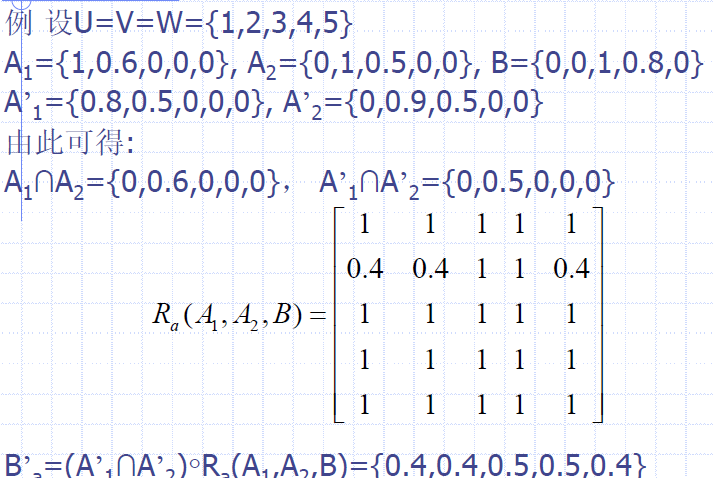 例 设U=V=W={1,2,3,4,5}
A₁={1,0.6,0,0,0}, A₂={0,1,0.5,0,0}, B={0,0,1,0.8,0}
A’₁={0.8,0.5,0,0,0}, A’₂={0,0.9,0.5,0,0}
由此可得:
A₁∩A₂={0,0.6,0,0,0}， A’₁∩A’₂={0,0.5,0,0,0}
1 1 1 1 1
0.4 0.4 1 1 0.4
Rₐ(A₁,A₂,B)= 1 1 1 1 1
1 1 1 1 1
1 1 1 1 1
B’ₐ=(A’₁∩A’₂)∘Rₐ(A₁,A₂,B)={0.4,0.4,0.5,0.5,0.4}